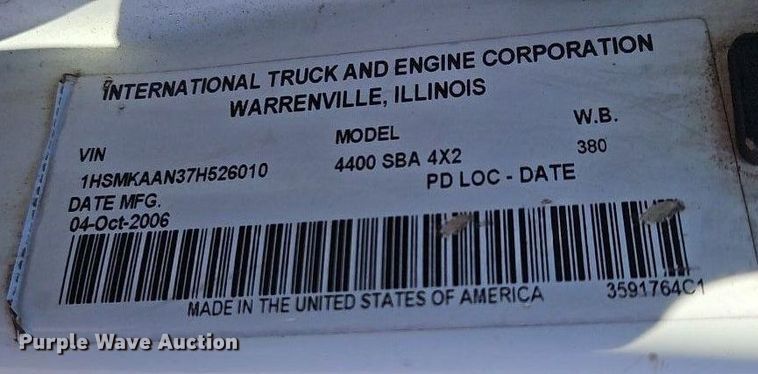 INTERNATIONAL TRUCK AND ENGINE CORPORATION
WARRENVILLE, ILLINOIS
VIN MODEL W.B.
1HSMKAAN37H526010 4400 SBA 4X2 380
DATE MFG. PD LOC - DATE
04-Oct-2006
MADE IN THE UNITED STATES OF AMERICA 3591764C1
Purple Wave Auction